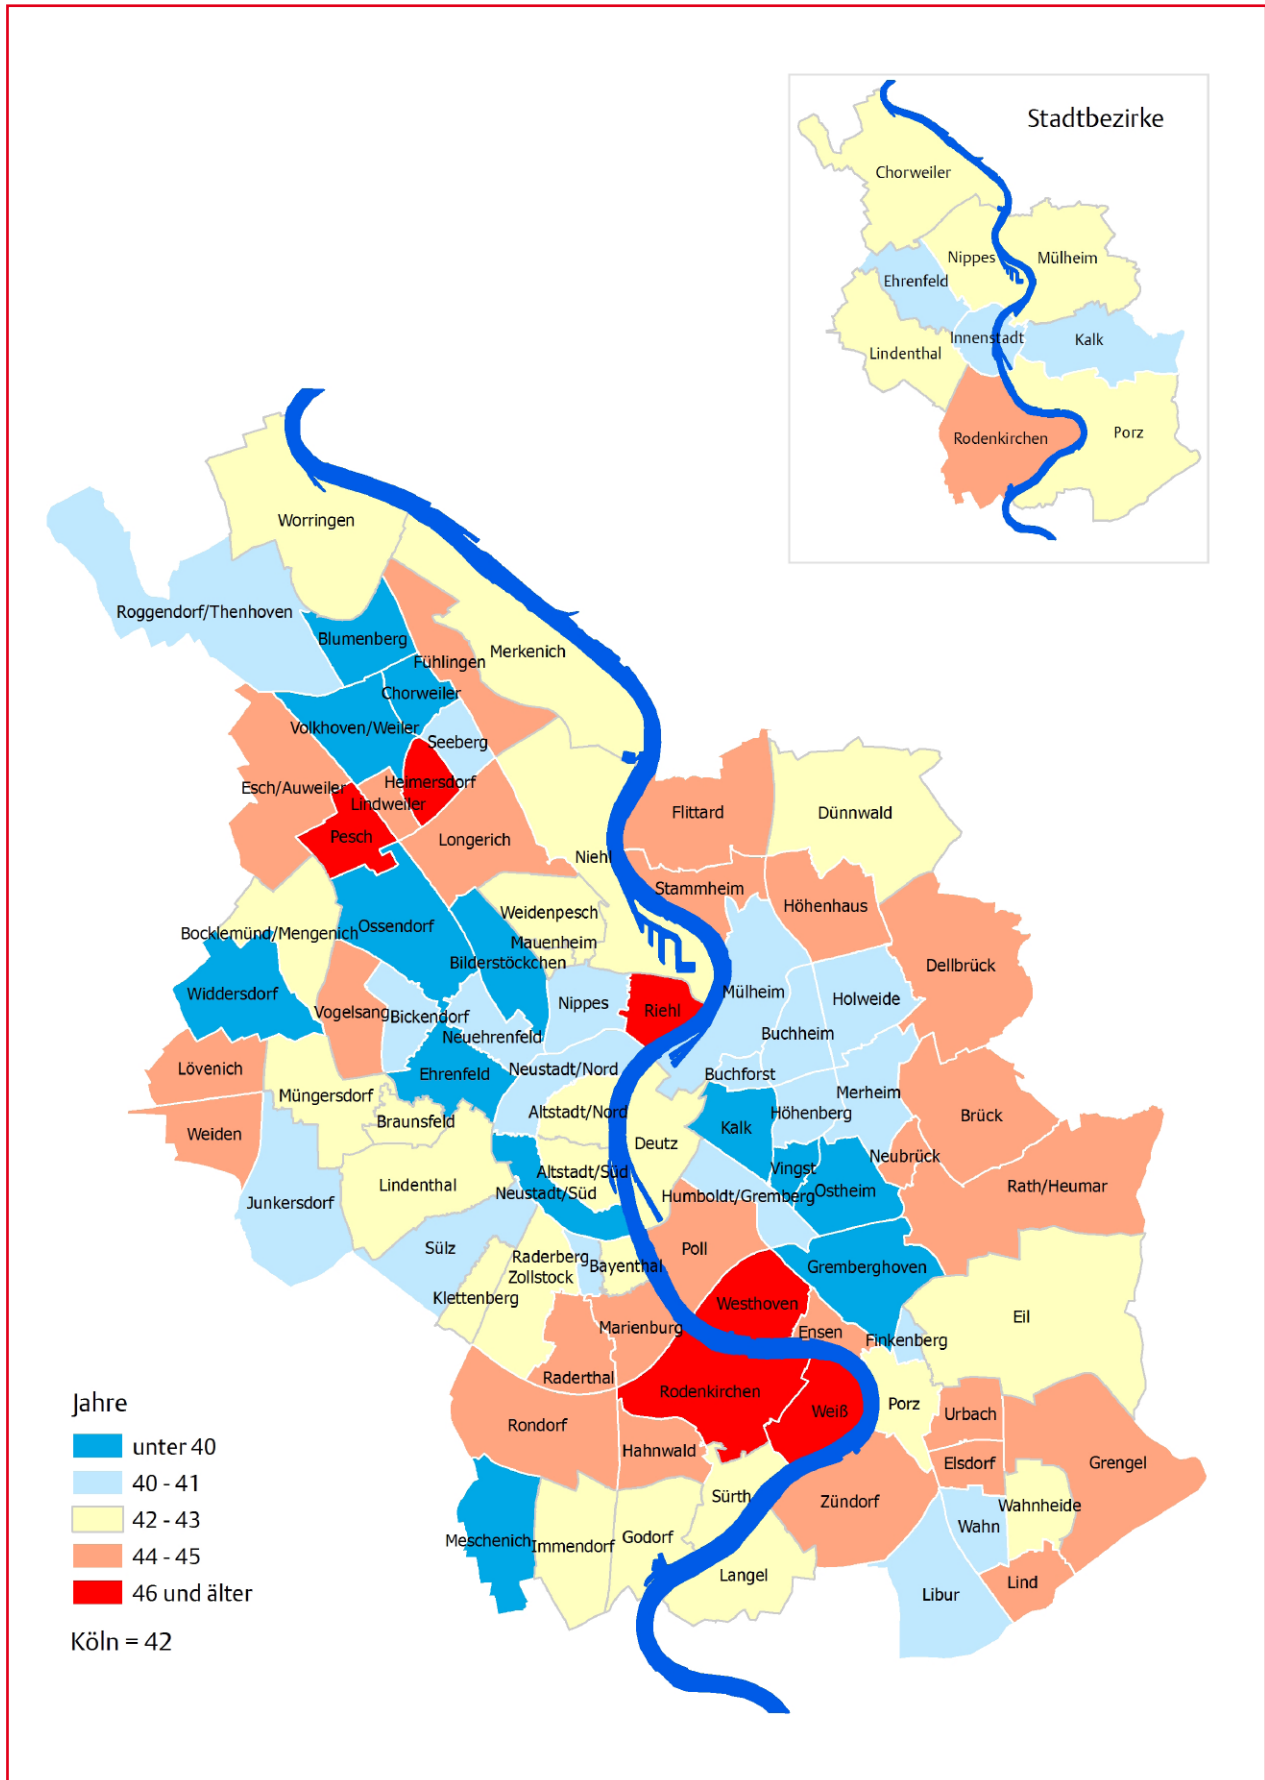 Stadtbezirke
Chorweiler
Nippes
Mülheim
Ehrenfeld
Innenstadt
Kalk
Lindenthal
Rodenkirchen
Porz
Worringen
Roggendorf/Thenhoven
Blumenberg
Merkenich
Fühlingen
Chorweiler
Volkhoven/Weiler
Seeberg
Heimersdorf
Esch/Auweiler
Lindweiler
Pesch
Longerich
Flittard
Dünnwald
Niehl
Stammheim
Höhenhaus
Weidenpesch
Ossendorf
Bocklemünd/Mengenich
Mauenheim
Bilderstöckchen
Dellbrück
Widdersdorf
Mülheim
Holweide
Nippes
Riehl
Vogelsang
Bickendorf
Buchheim
Neuehrenfeld
Lövenich
Neustadt/Nord
Ehrenfeld
Buchforst
Müngersdorf
Merheim
Altstadt/Nord
Höhenberg
Brück
Braunsfeld
Kalk
Weiden
Deutz
Neubrück
Vingst
Altstadt/Süd
Lindenthal
Rath/Heumar
Neustadt/Süd
Ostheim
Humboldt/Gremberg
Junkersdorf
Sülz
Poll
Raderberg
Bayenthal
Gremberghoven
Zollstock
Klettenberg
Westhoven
Eil
Marienburg
Ensen
Finkenberg
Raderthal
Rodenkirchen
Jahre
Porz
Weiß
Urbach
Rondorf
unter 40
Hahnwald
Elsdorf
Grengel
40 - 41
Sürth
Zündorf
Wahnheide
42 - 43
Wahn
Godorf
Meschenich
Immendorf
44 - 45
Langel
Lind
46 und älter
Libur
Köln = 42